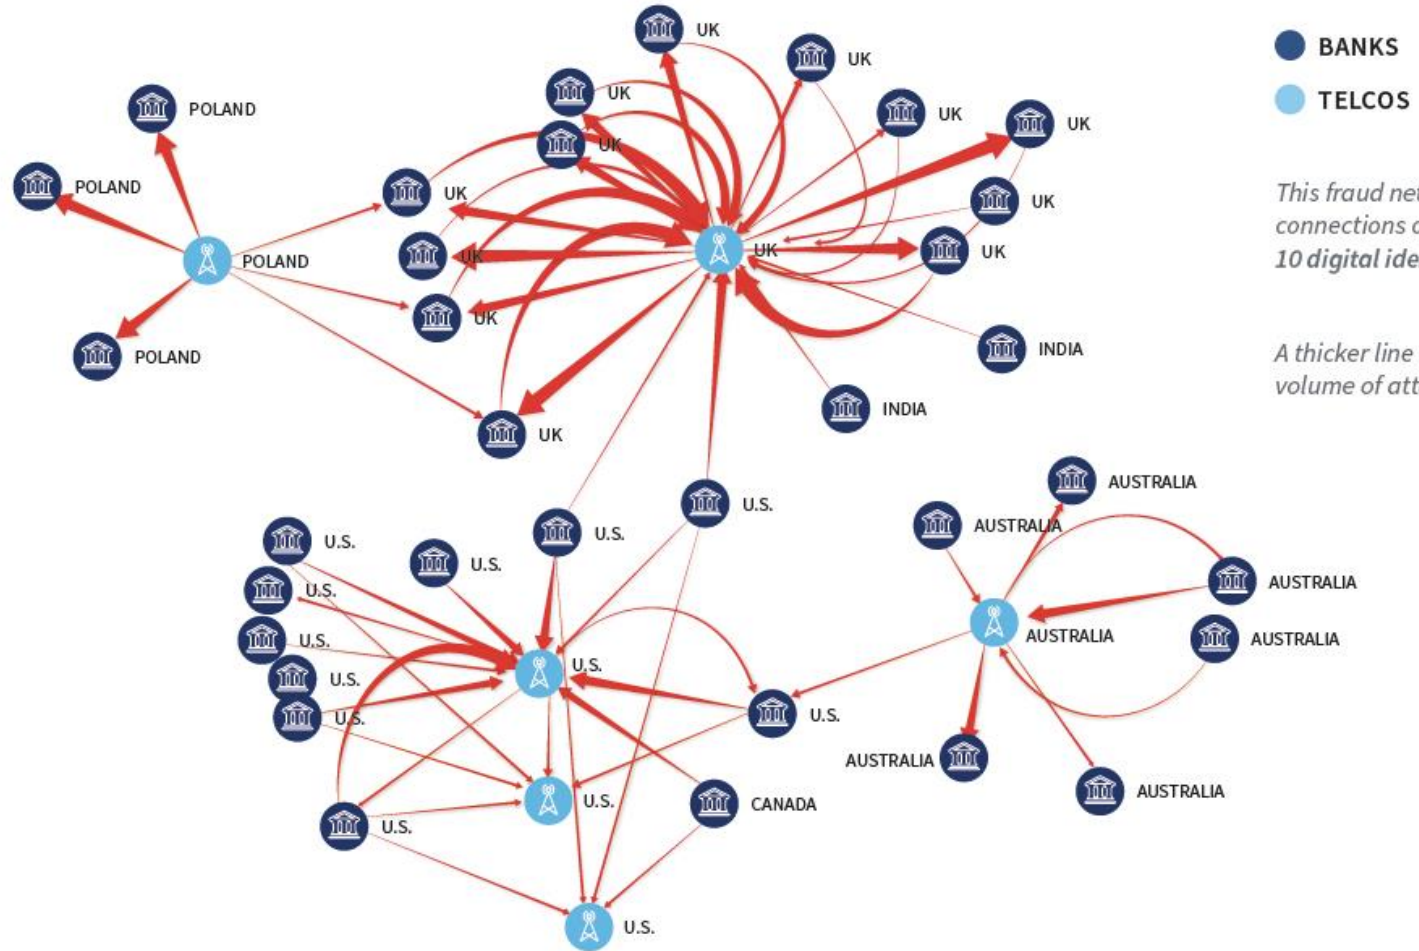 UK
UK
BANKS
UK
TELCOS
POLAND
UK
UK
UK
UK
POLAND
UK
UK
This fraud net
connections
10 digital ide
UK
UK
UK
POLAND
UK
POLAND
INDIA
A thicker line
volume of att
INDIA
UK
AUSTRALIA
U.S.
AUSTRALIA
U.S.
U.S.
U.S.
AUSTRALIA
U.S.
AUSTRALIA
AUSTRALIA
U.S.
U.S.
U.S.
U.S.
U.S.
AUSTRALIA
AUSTRALIA
U.S.
CANADA
U.S.
U.S.